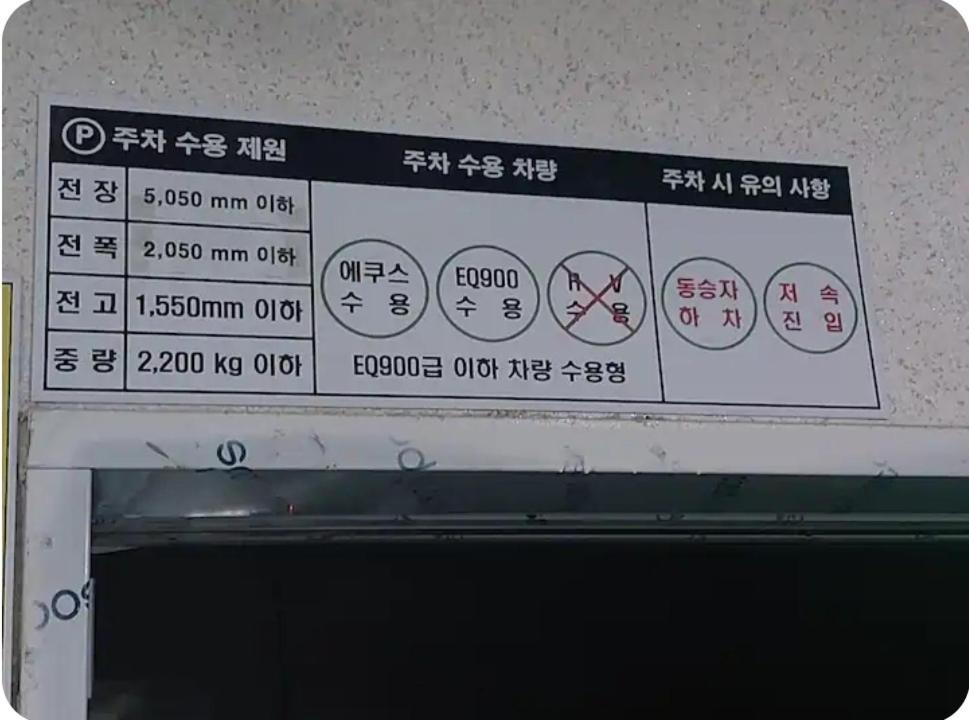 Ⓟ 주차 수용 제원
전 장 5,050 mm 이하
전 폭 2,050 mm 이하
전 고 1,550mm 이하
중 량 2,200 kg 이하
주차 수용 차량
에쿠스
수 용
EQ900
수 용
R V
수 용
EQ900급 이하 차량 수용형
주차 시 유의 사항
동승자
하 차
저 속
진 입